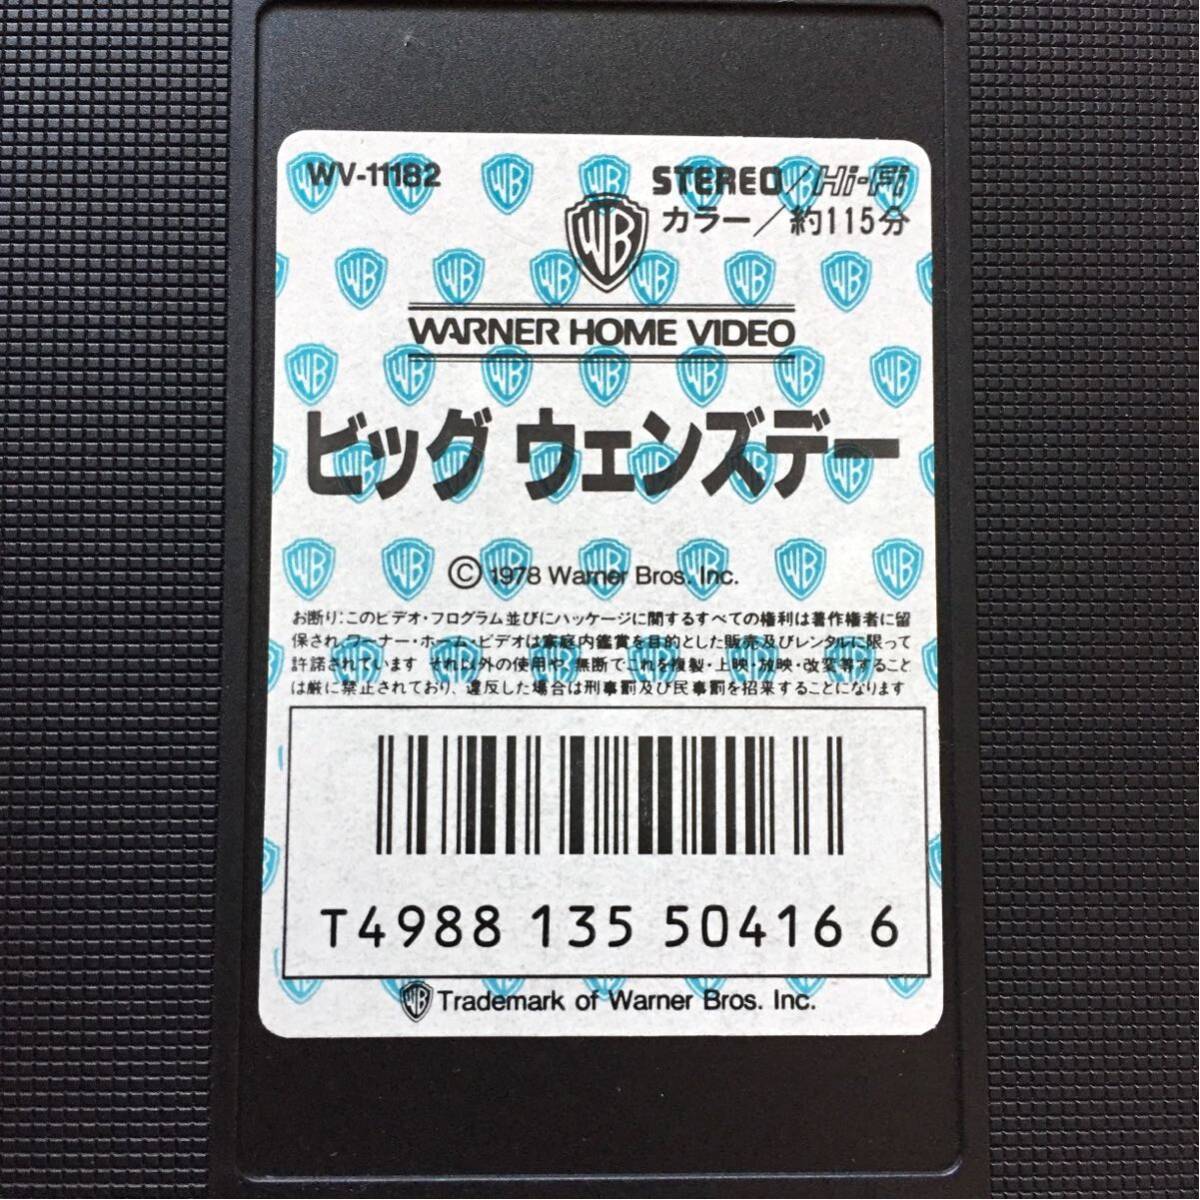 WV-11182
STEREO/Hi-Fi
カラー/約115分
WB
WARNER HOME VIDEO
ビッグ ウェンズデー
© 1978 Warner Bros. Inc.
お断り:このビデオ・プログラム並びにパッケージに関するすべての権利は著作権者に留
保され ワーナー・ホーム・ビデオは家庭内鑑賞を目的とした販売及びレンタルに限って
許諾されています それ以外の使用や、無断でこれを複製・上映・放映・改変等すること
は厳に禁止されており、違反した場合は刑事罰及び民事罰を招来することになります
T4988 135 504166
WB Trademark of Warner Bros. Inc.